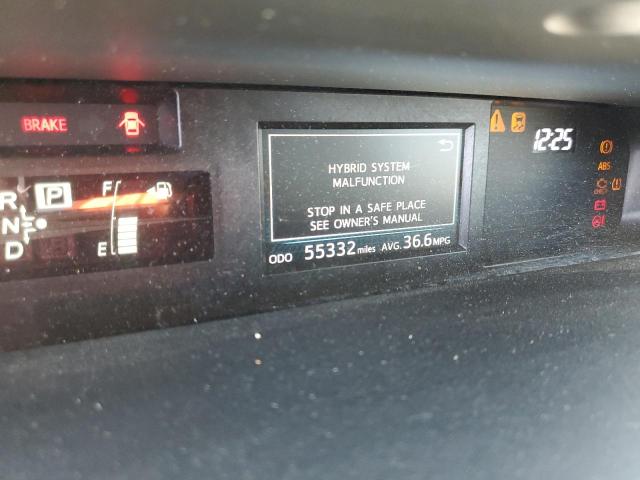 BRAKE
R
P
N
D
F
E
HYBRID SYSTEM
MALFUNCTION
STOP IN A SAFE PLACE
SEE OWNER'S MANUAL
ODO 55332 miles AVG. 36.6 MPG
12:25
ABS
CHECK